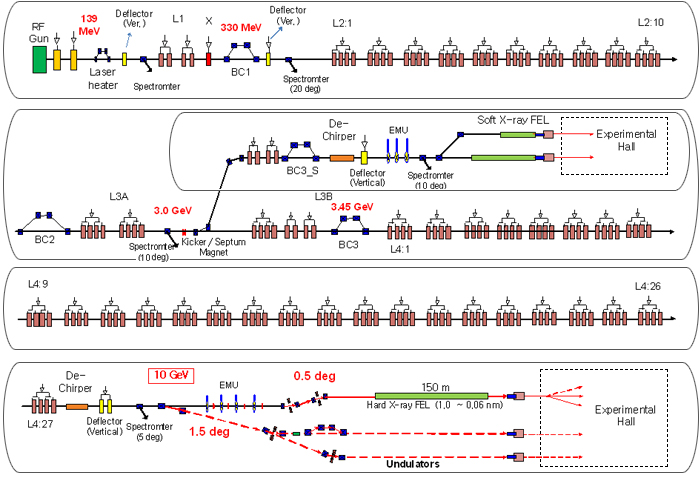 RF
Gun
139
MeV
Deflector
(Ver,)
L1
X
330 MeV
Deflector
(Ver,)
L2:1
L2:10
Laser
heater
Spectromter
BC1
Spectromter
(20 deg)
De-
Chirper
EMU
Soft X-ray FEL
Experimental
Hall
BC3_S
Deflector
(Vertical)
Spectromter
(10 deg)
L3A
3.0 GeV
L3B
3.45 GeV
BC2
Spectromter
(10 deg)
Kicker / Septum
Magnet
BC3
L4:1
L4:9
L4:26
De-
Chirper
10 GeV
EMU
0.5 deg
150 m
Hard X-ray FEL (1,0 ~ 0,06 nm)
Experimental
Hall
L4:27
Deflector
(Vertical)
Spectromter
(5 deg)
1.5 deg
Undulators